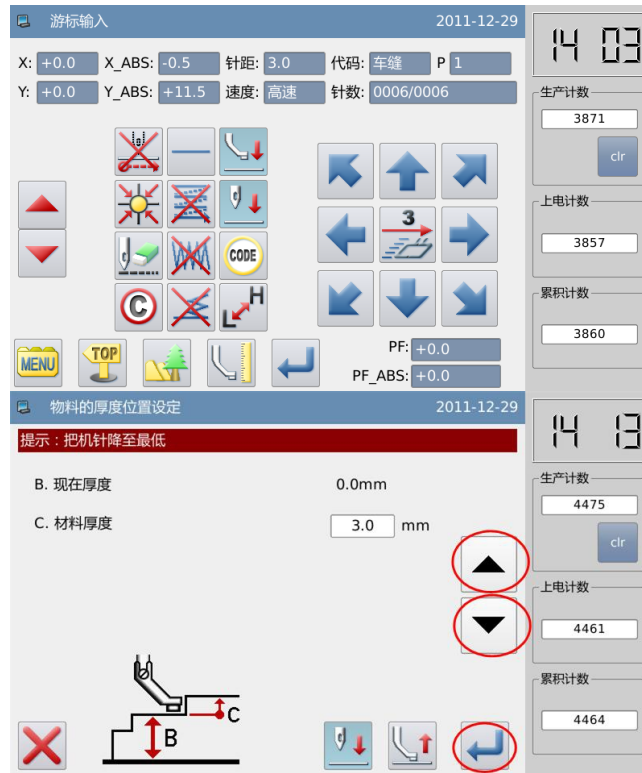 游标输入 2011-12-29
14 03
X: +0.0 X_ABS: -0.5 针距: 3.0 代码: 车缝 P 1
Y: +0.0 Y_ABS: +11.5 速度: 高速 针数: 0006/0006
生产计数
3871
clr
上电计数
3857
累积计数
3860
3
CODE
C
L H
MENU
TOP
PF: +0.0
PF_ABS: +0.0
物料的厚度位置设定 2011-12-29
14 13
提示：把机针降至最低
B. 现在厚度 0.0mm
C. 材料厚度 3.0 mm
生产计数
4475
clr
上电计数
4461
累积计数
4464
C
B